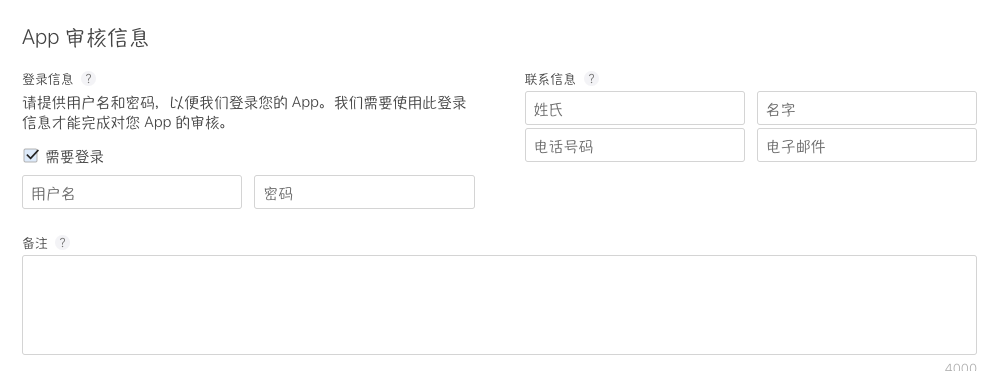 App 审核信息
登录信息 ?
请提供用户名和密码，以便我们登录您的 App。我们需要使用此登录
信息才能完成对您 App 的审核。
需要登录
用户名
密码
联系信息 ?
姓氏
名字
电话号码
电子邮件
备注 ?
4000